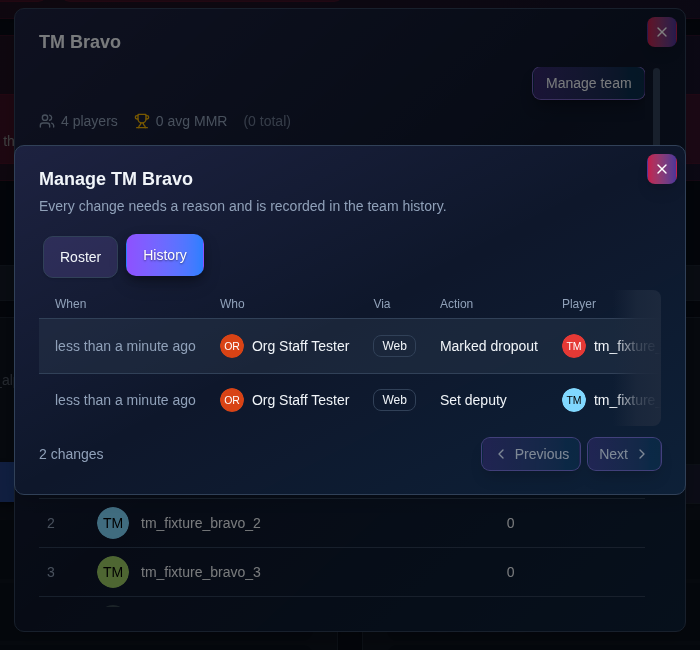 TM Bravo
Manage team
4 players 0 avg MMR (0 total)
Manage TM Bravo
Every change needs a reason and is recorded in the team history.
Roster History
When Who Via Action Player
less than a minute ago OR Org Staff Tester Web Marked dropout TM tm_fixture
less than a minute ago OR Org Staff Tester Web Set deputy TM tm_fixture
2 changes Previous Next
2 TM tm_fixture_bravo_2 0
3 TM tm_fixture_bravo_3 0